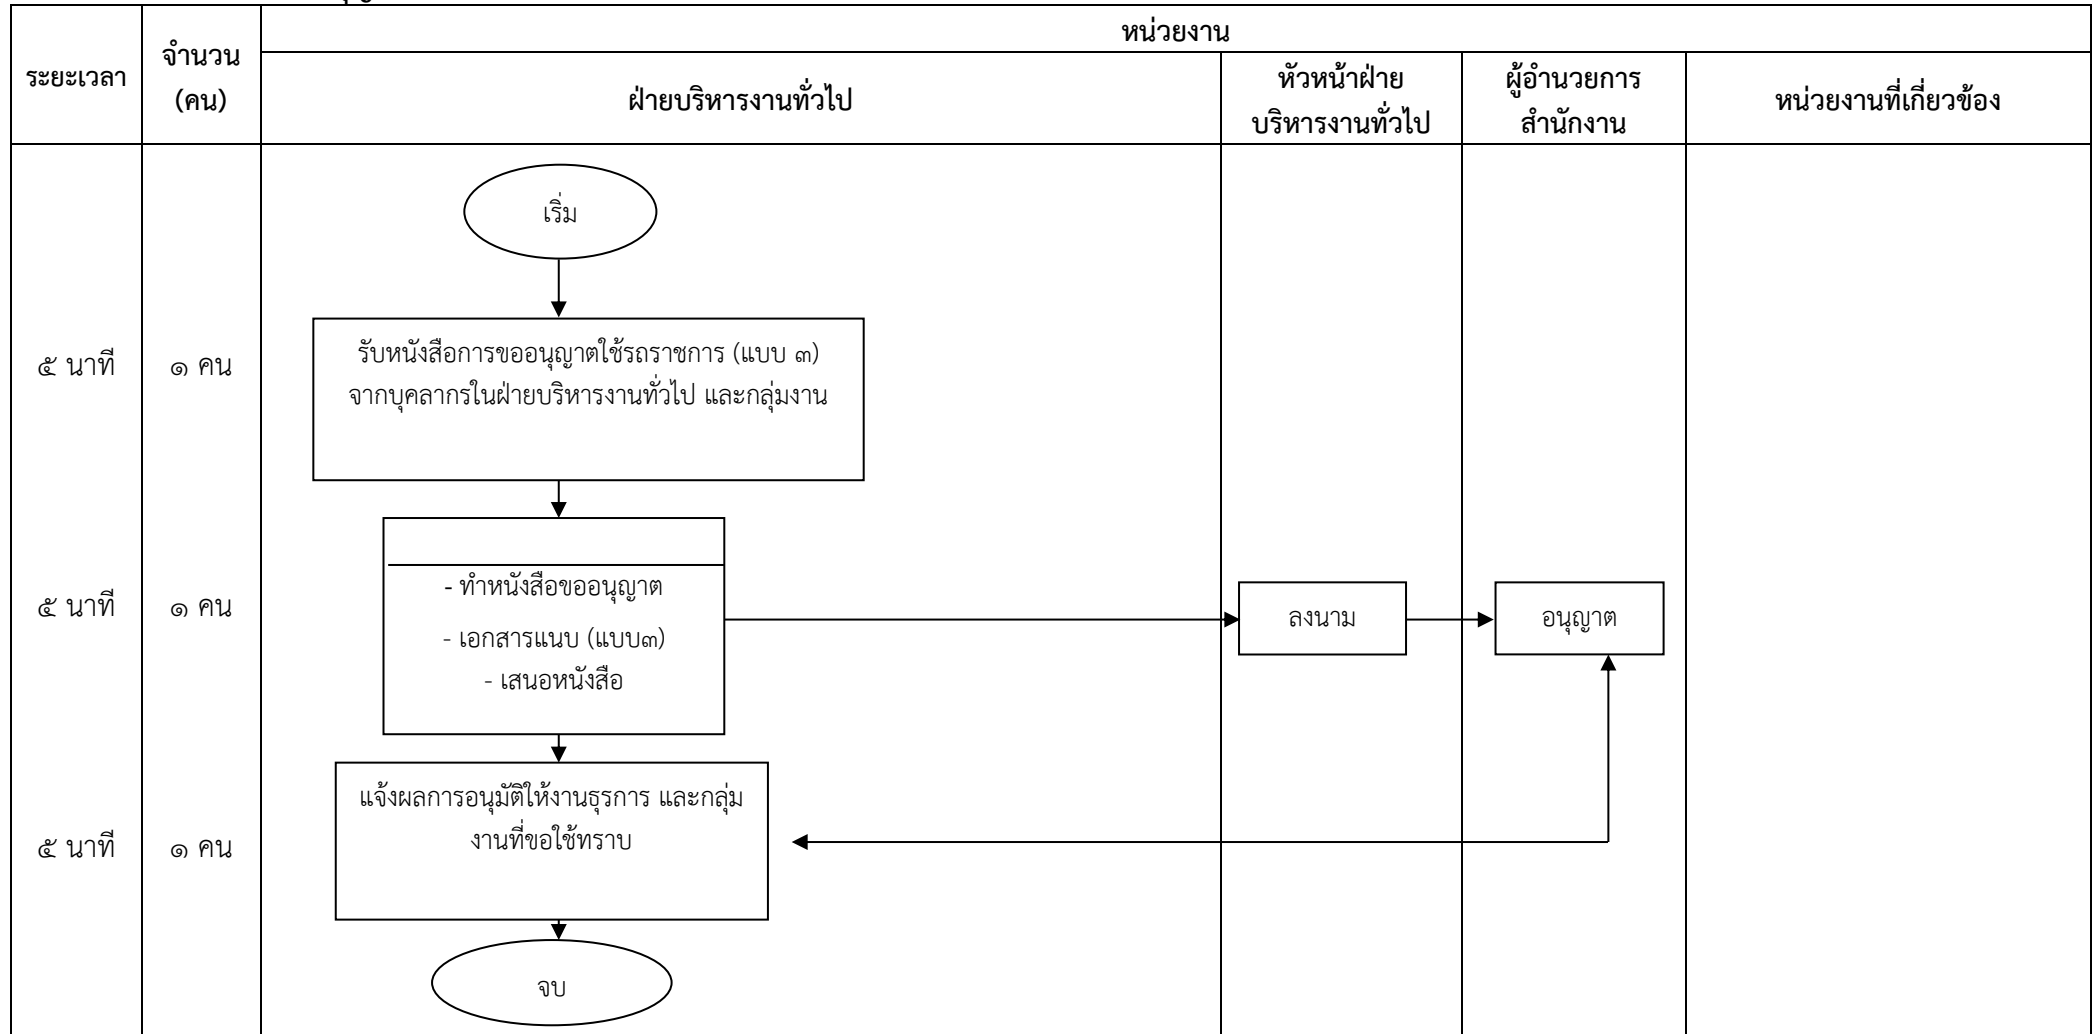 หน่วยงาน
ระยะเวลา
จำนวน
(คน)
ฝ่ายบริหารงานทั่วไป
หัวหน้าฝ่าย
บริหารงานทั่วไป
ผู้อำนวยการ
สำนักงาน
หน่วยงานที่เกี่ยวข้อง
เริ่ม
๕ นาที
๑ คน
รับหนังสือการขออนุญาตใช้รถราชการ (แบบ ๓)
จากบุคลากรในฝ่ายบริหารงานทั่วไป และกลุ่มงาน
๕ นาที
๑ คน
- ทำหนังสือขออนุญาต
- เอกสารแนบ (แบบ๓)
- เสนอหนังสือ
ลงนาม
อนุญาต
๕ นาที
๑ คน
แจ้งผลการอนุมัติให้งานธุรการ และกลุ่ม
งานที่ขอใช้ทราบ
จบ